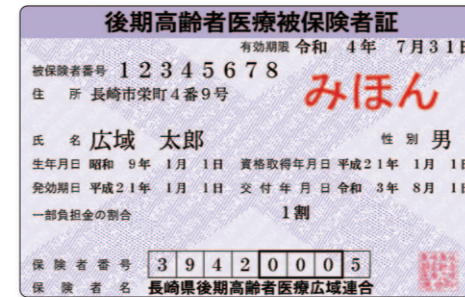 後期高齢者医療被保険者証
有効期限 令和 4年 7月31日
被保険者番号 12345678
住 所 長崎市栄町4番9号
みほん
氏 名 広域 太郎 性別 男
生年月日 昭和 9年 1月 1日 資格取得年月日 平成21年 1月 1日
発効期日 平成21年 1月 1日 交付年月日 令和 3年 8月 1日
一部負担金の割合 1割
保険者番号 39420005
保険者名 長崎県後期高齢者医療広域連合